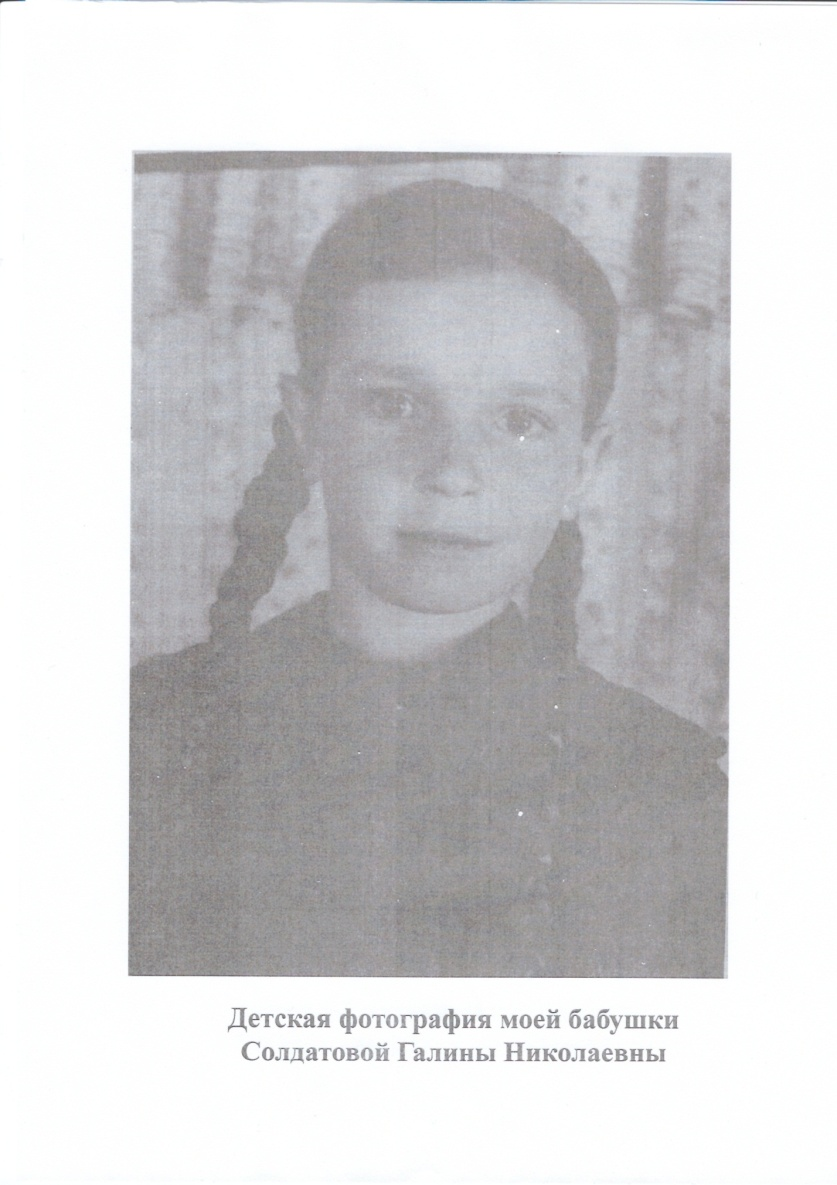 Детская фотография моей бабушки
Солдатовой Галины Николаевны